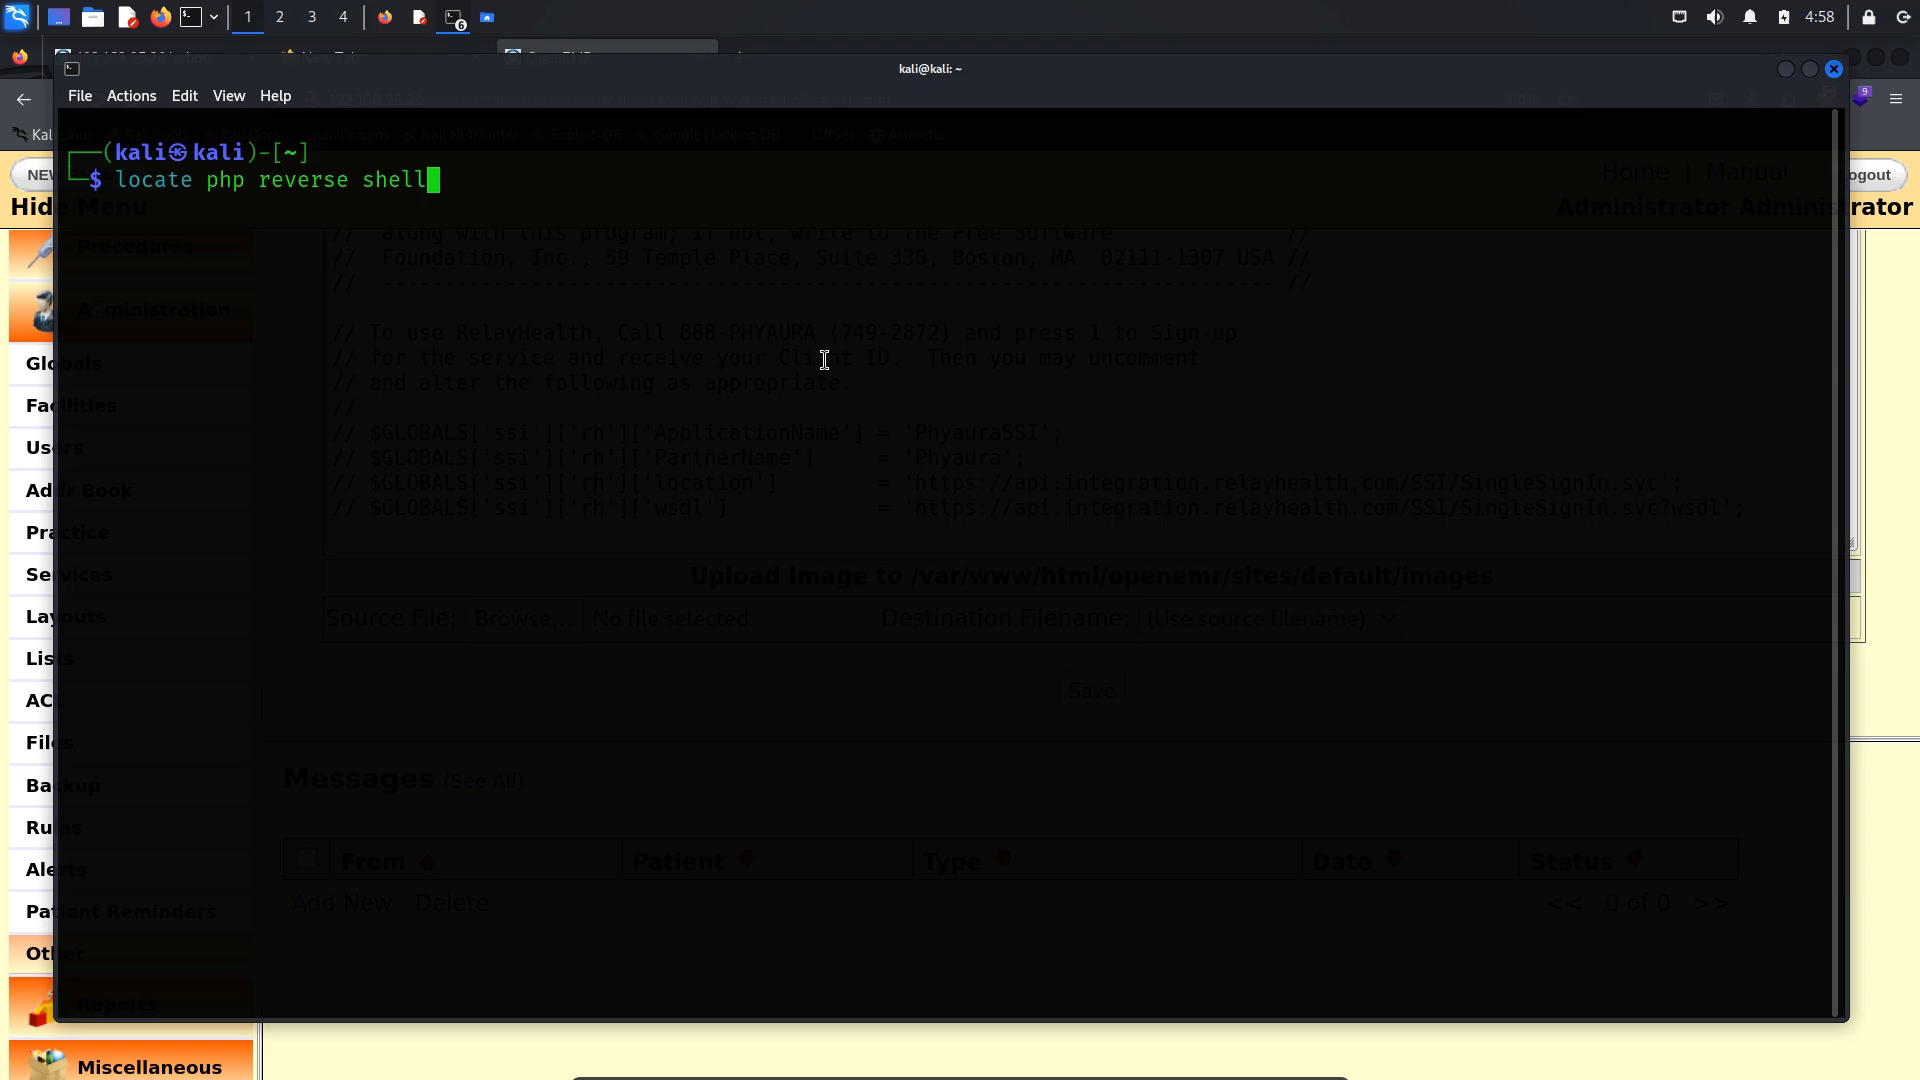 1 2 3 4 6 4:58
kali@kali: ~
File Actions Edit View Help 9
┌──(kali㉿kali)-[~]
└─$ locate php reverse shell
Home | Manual
ogout
Hide Menu
Administrator Administrator
Procedures
Administration
Globals
Facilities
Users
Addr Book
Practice
Services
Layouts
Lists
ACL
Files
Backup
Rules
Alerts
Patient Reminders
Other
Reports
Miscellaneous
// along with this program; if not, write to the Free Software //
// Foundation, Inc., 59 Temple Place, Suite 330, Boston, MA 02111-1307 USA //
// ------------------------------------------------------------------------ //
// To use RelayHealth, Call 888-PHYAURA (749-2872) and press 1 to Sign-up
// for the service and receive your Client ID. Then you may uncomment
// and alter the following as appropriate.
//
// $GLOBALS['ssi']['rh']['ApplicationName'] = 'PhyauraSSI';
// $GLOBALS['ssi']['rh']['PartnerName'] = 'Phyaura';
// $GLOBALS['ssi']['rh']['location'] = 'https://api.integration.relayhealth.com/SSI/SingleSignIn.svc';
// $GLOBALS['ssi']['rh']['wsdl'] = 'https://api.integration.relayhealth.com/SSI/SingleSignIn.svc?wsdl';
Upload Image to /var/www/html/openemr/sites/default/images
Source File: Browse... No file selected. Destination Filename: (Use source filename)
Save
Messages (See All)
From Patient Type Date Status
Add New Delete << 0 of 0 >>